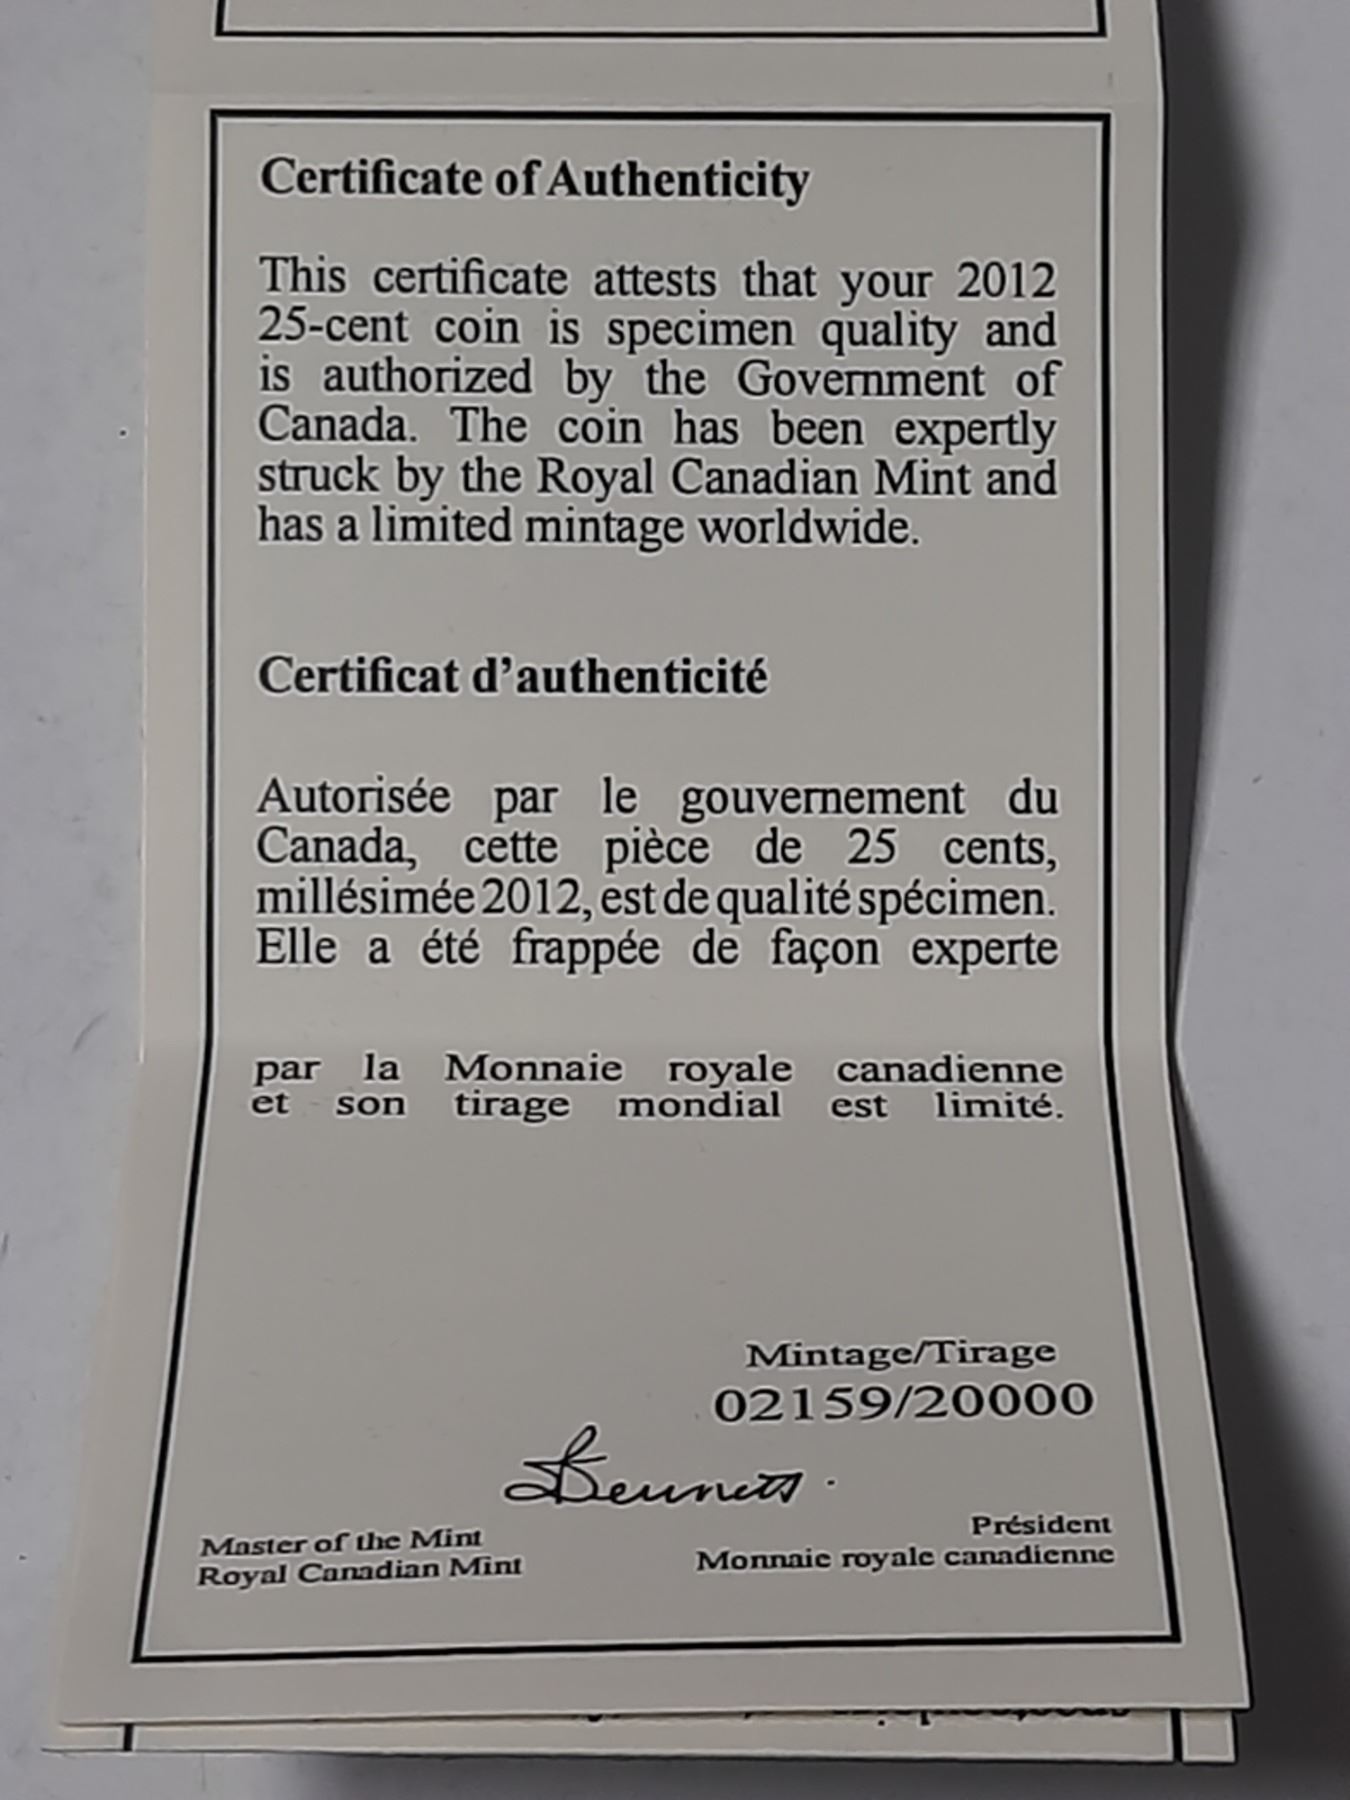 Certificate of Authenticity
This certificate attests that your 2012
25-cent coin is specimen quality and
is authorized by the Government of
Canada. The coin has been expertly
struck by the Royal Canadian Mint and
has a limited mintage worldwide.
Certificat d’authenticité
Autorisée par le gouvernement du
Canada, cette pièce de 25 cents,
millésimée 2012, est de qualité spécimen.
Elle a été frappée de façon experte
par la Monnaie royale canadienne
et son tirage mondial est limité.
Mintage/Tirage
02159/20000
Bennett
Master of the Mint
Royal Canadian Mint
Président
Monnaie royale canadienne